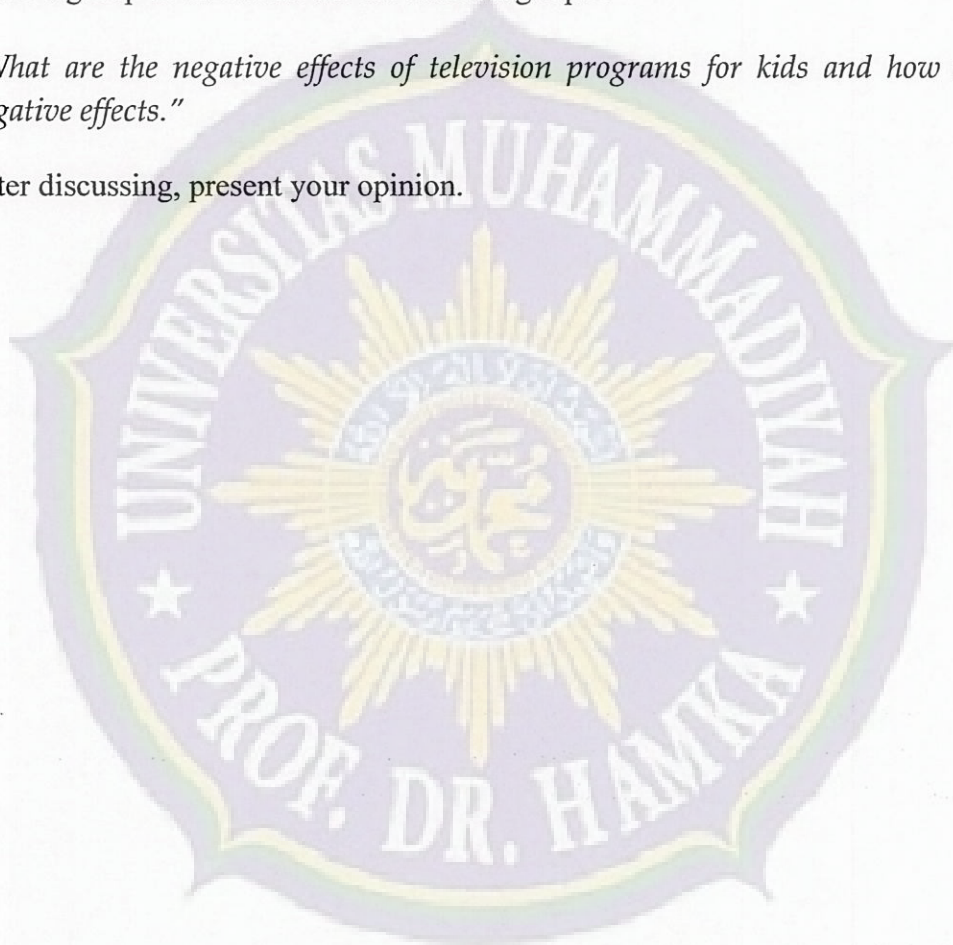 What are the negative effects of television programs for kids and how
gative effects."
ter discussing, present your opinion.
UNIVERSITAS MUHAMMADIYAH
PROF. DR. HAMKA